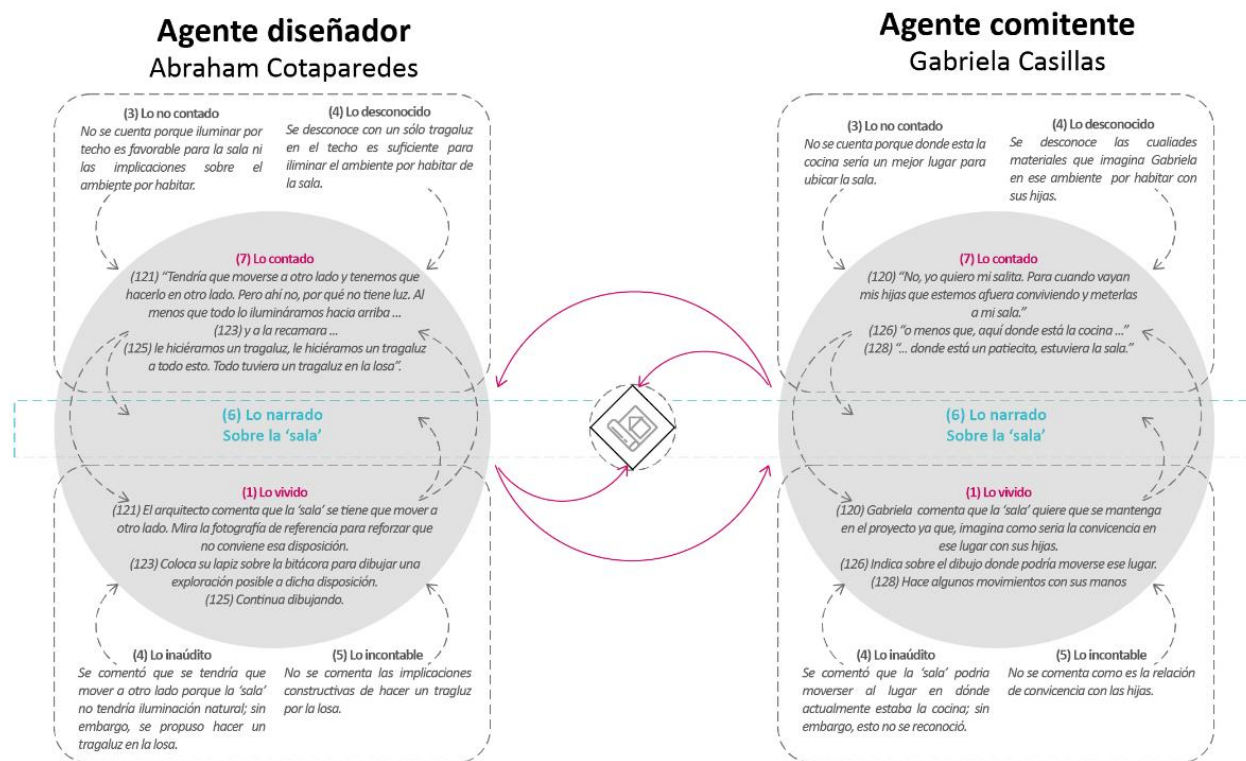 Agente diseñador
Abraham Cotaparedes
(3) Lo no contado
No se cuenta porque iluminar por
techo es favorable para la sala ni
las implicaciones sobre el
ambiente por habitar.
(4) Lo desconocido
Se desconoce con un sólo tragaluz
en el techo es suficiente para
iliminar el ambiente por habitar de
la sala.
(7) Lo contado
(121) “Tendría que moverse a otro lado y tenemos que
hacerlo en otro lado. Pero ahí no, por qué no tiene luz. Al
menos que todo lo ilumináramos hacia arriba ...
(123) y a la recamara ...
(125) le hiciéramos un tragaluz, le hiciéramos un tragaluz
a todo esto. Todo tuviera un tragaluz en la losa”.
(6) Lo narrado
Sobre la ‘sala’
(1) Lo vivido
(121) El arquitecto comenta que la ‘sala’ se tiene que mover a
otro lado. Mira la fotografía de referencia para reforzar que
no conviene esa disposición.
(123) Coloca su lapiz sobre la bitácora para dibujar una
exploración posible a dicha disposición.
(125) Continua dibujando.
(4) Lo inaúdito
Se comentó que se tendría que
mover a otro lado porque la ‘sala’
no tendría iluminación natural; sin
embargo, se propuso hacer un
tragaluz en la losa.
(5) Lo incontable
No se comenta las implicaciones
constructivas de hacer un tragluz
por la losa.
Agente comitente
Gabriela Casillas
(3) Lo no contado
No se cuenta porque donde esta la
cocina sería un mejor lugar para
ubicar la sala.
(4) Lo desconocido
Se desconoce las cualiades
materiales que imagina Gabriela
en ese ambiente por habitar con
sus hijas.
(7) Lo contado
(120) “No, yo quiero mi salita. Para cuando vayan
mis hijas que estemos afuera conviviendo y meterlas
a mi sala.”
(126) “o menos que, aquí donde está la cocina ...”
(128) “... donde está un patiecito, estuviera la sala.”
(6) Lo narrado
Sobre la ‘sala’
(1) Lo vivido
(120) Gabriela comenta que la ‘sala’ quiere que se mantenga
en el proyecto ya que, imagina como seria la convicencia en
ese lugar con sus hijas.
(126) Indica sobre el dibujo donde podría moverse ese lugar.
(128) Hace algunos movimientos con sus manos
(4) Lo inaúdito
Se comentó que la ‘sala’ podria
moverser al lugar en dónde
actualmente estaba la cocina; sin
embargo, esto no se reconoció.
(5) Lo incontable
No se comenta como es la relación
de convicencia con las hijas.